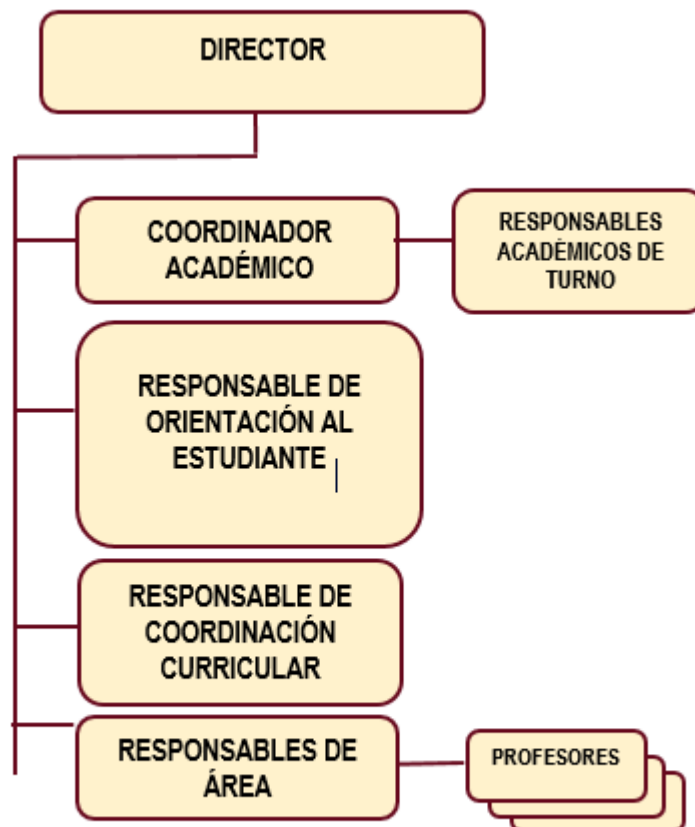 DIRECTOR
COORDINADOR
ACADÉMICO
RESPONSABLES
ACADÉMICOS DE
TURNO
RESPONSABLE DE
ORIENTACIÓN AL
ESTUDIANTE
RESPONSABLE DE
COORDINACIÓN
CURRICULAR
RESPONSABLES DE
ÁREA
PROFESORES